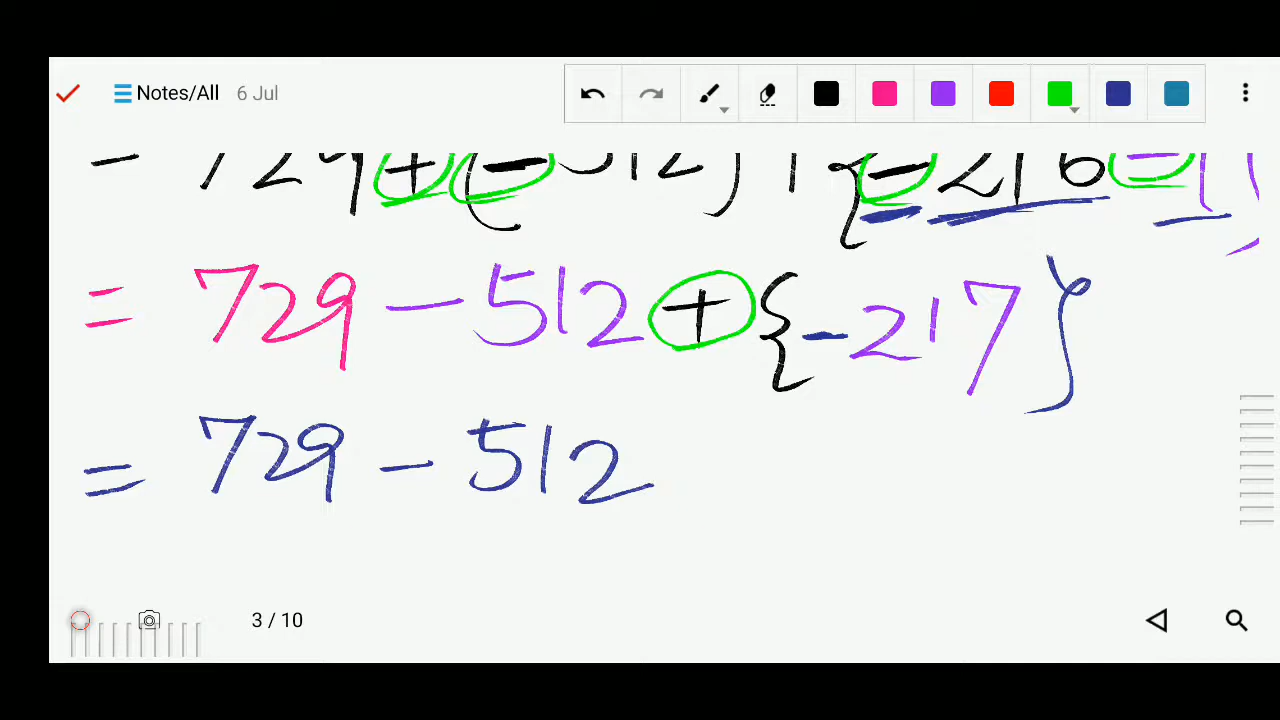 Notes/All 6 Jul
= 729 - 512 + { -217 }
= 729 - 512
3 / 10